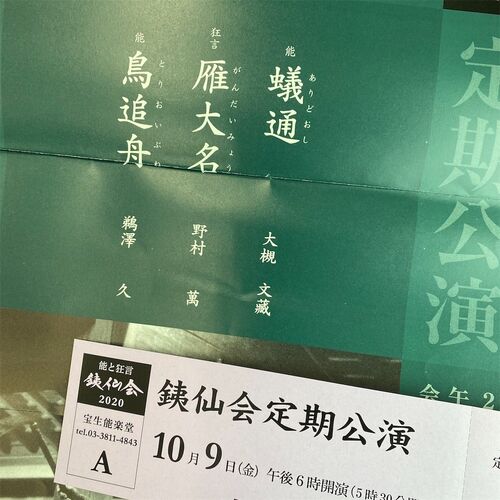 定期公演
能
蟻通
ありどおし
大槻 文藏
狂言
雁大名
がんだいみょう
野村 萬
能
鳥追舟
とりおいぶね
鵜澤 久
能と狂言
銕仙会
2020
宝生能楽堂
tel.03-3811-4843
A
銕仙会定期公演
10月9日(金) 午後6時開演(5時30分開